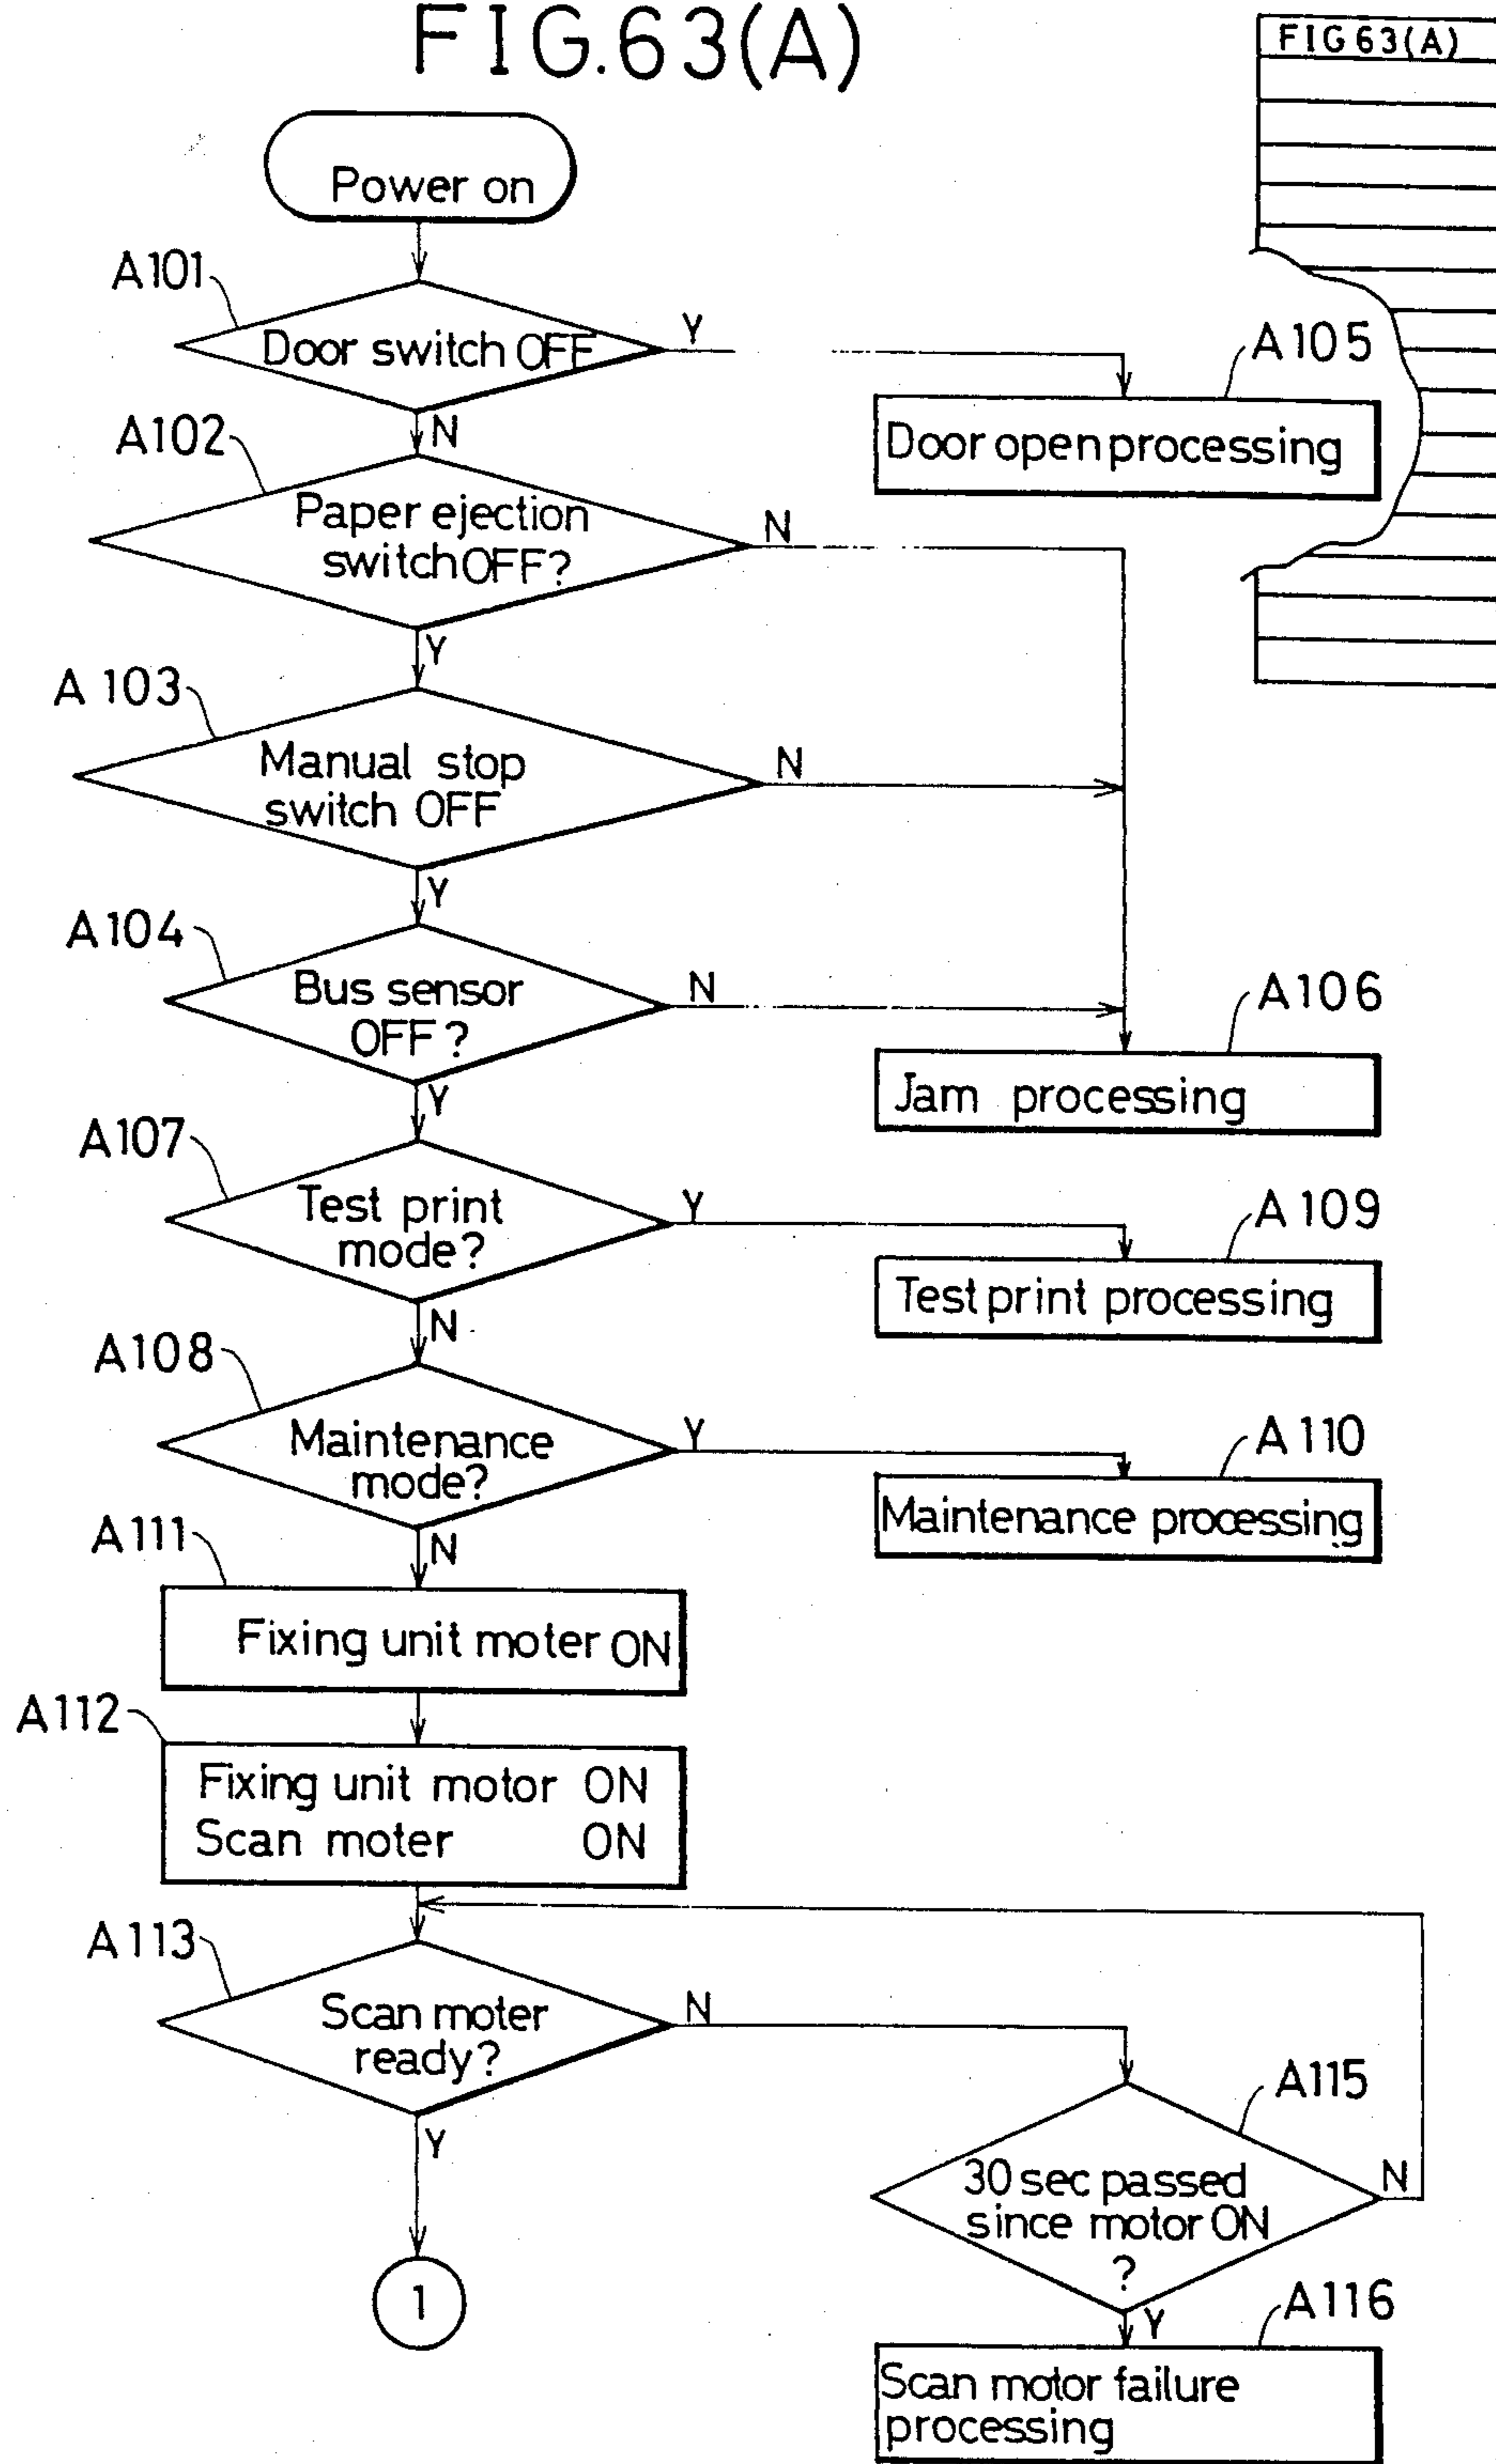 FIG.63(A)
FIG 63(A)
Power on
A101
Door switch OFF
Y
A105
Door open processing
N
A102
Paper ejection
switch OFF?
N
Y
A 103
Manual stop
switch OFF
N
Y
A104
Bus sensor
OFF?
N
A106
Jam processing
Y
A107
Test print
mode?
Y
A109
Test print processing
N
A108
Maintenance
mode?
Y
A110
Maintenance processing
N
A111
Fixing unit moter ON
A112
Fixing unit motor ON
Scan moter ON
A113
Scan moter
ready?
N
A115
30 sec passed
since motor ON
?
N
Y
1
Y
A116
Scan motor failure
processing